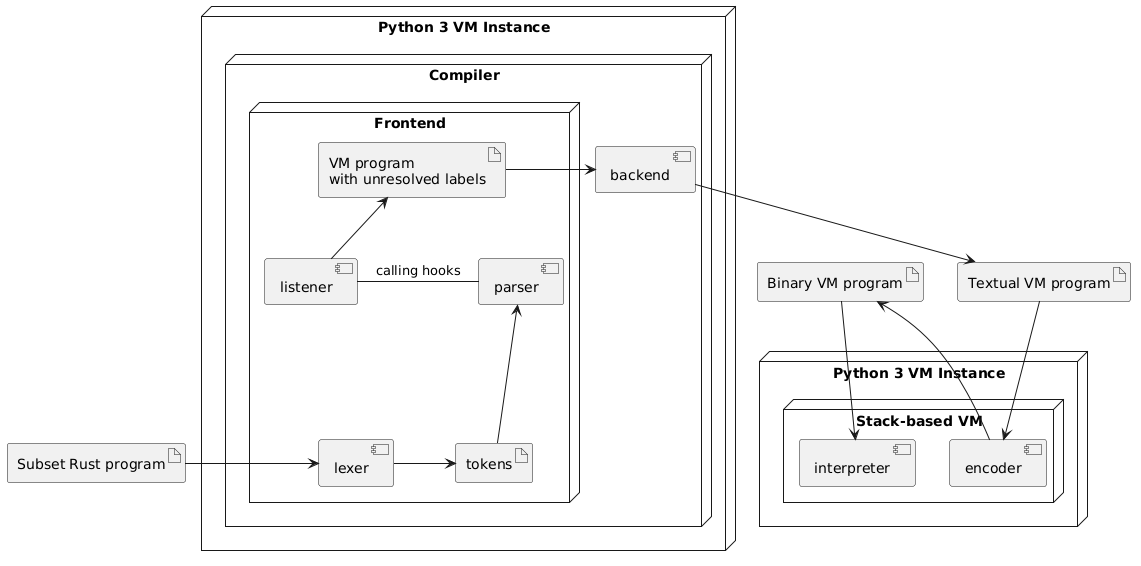 Python 3 VM Instance
Compiler
Frontend
VM program
with unresolved labels
backend
listener
calling hooks
parser
Binary VM program
Textual VM program
Python 3 VM Instance
Stack-based VM
Subset Rust program
lexer
tokens
interpreter
encoder